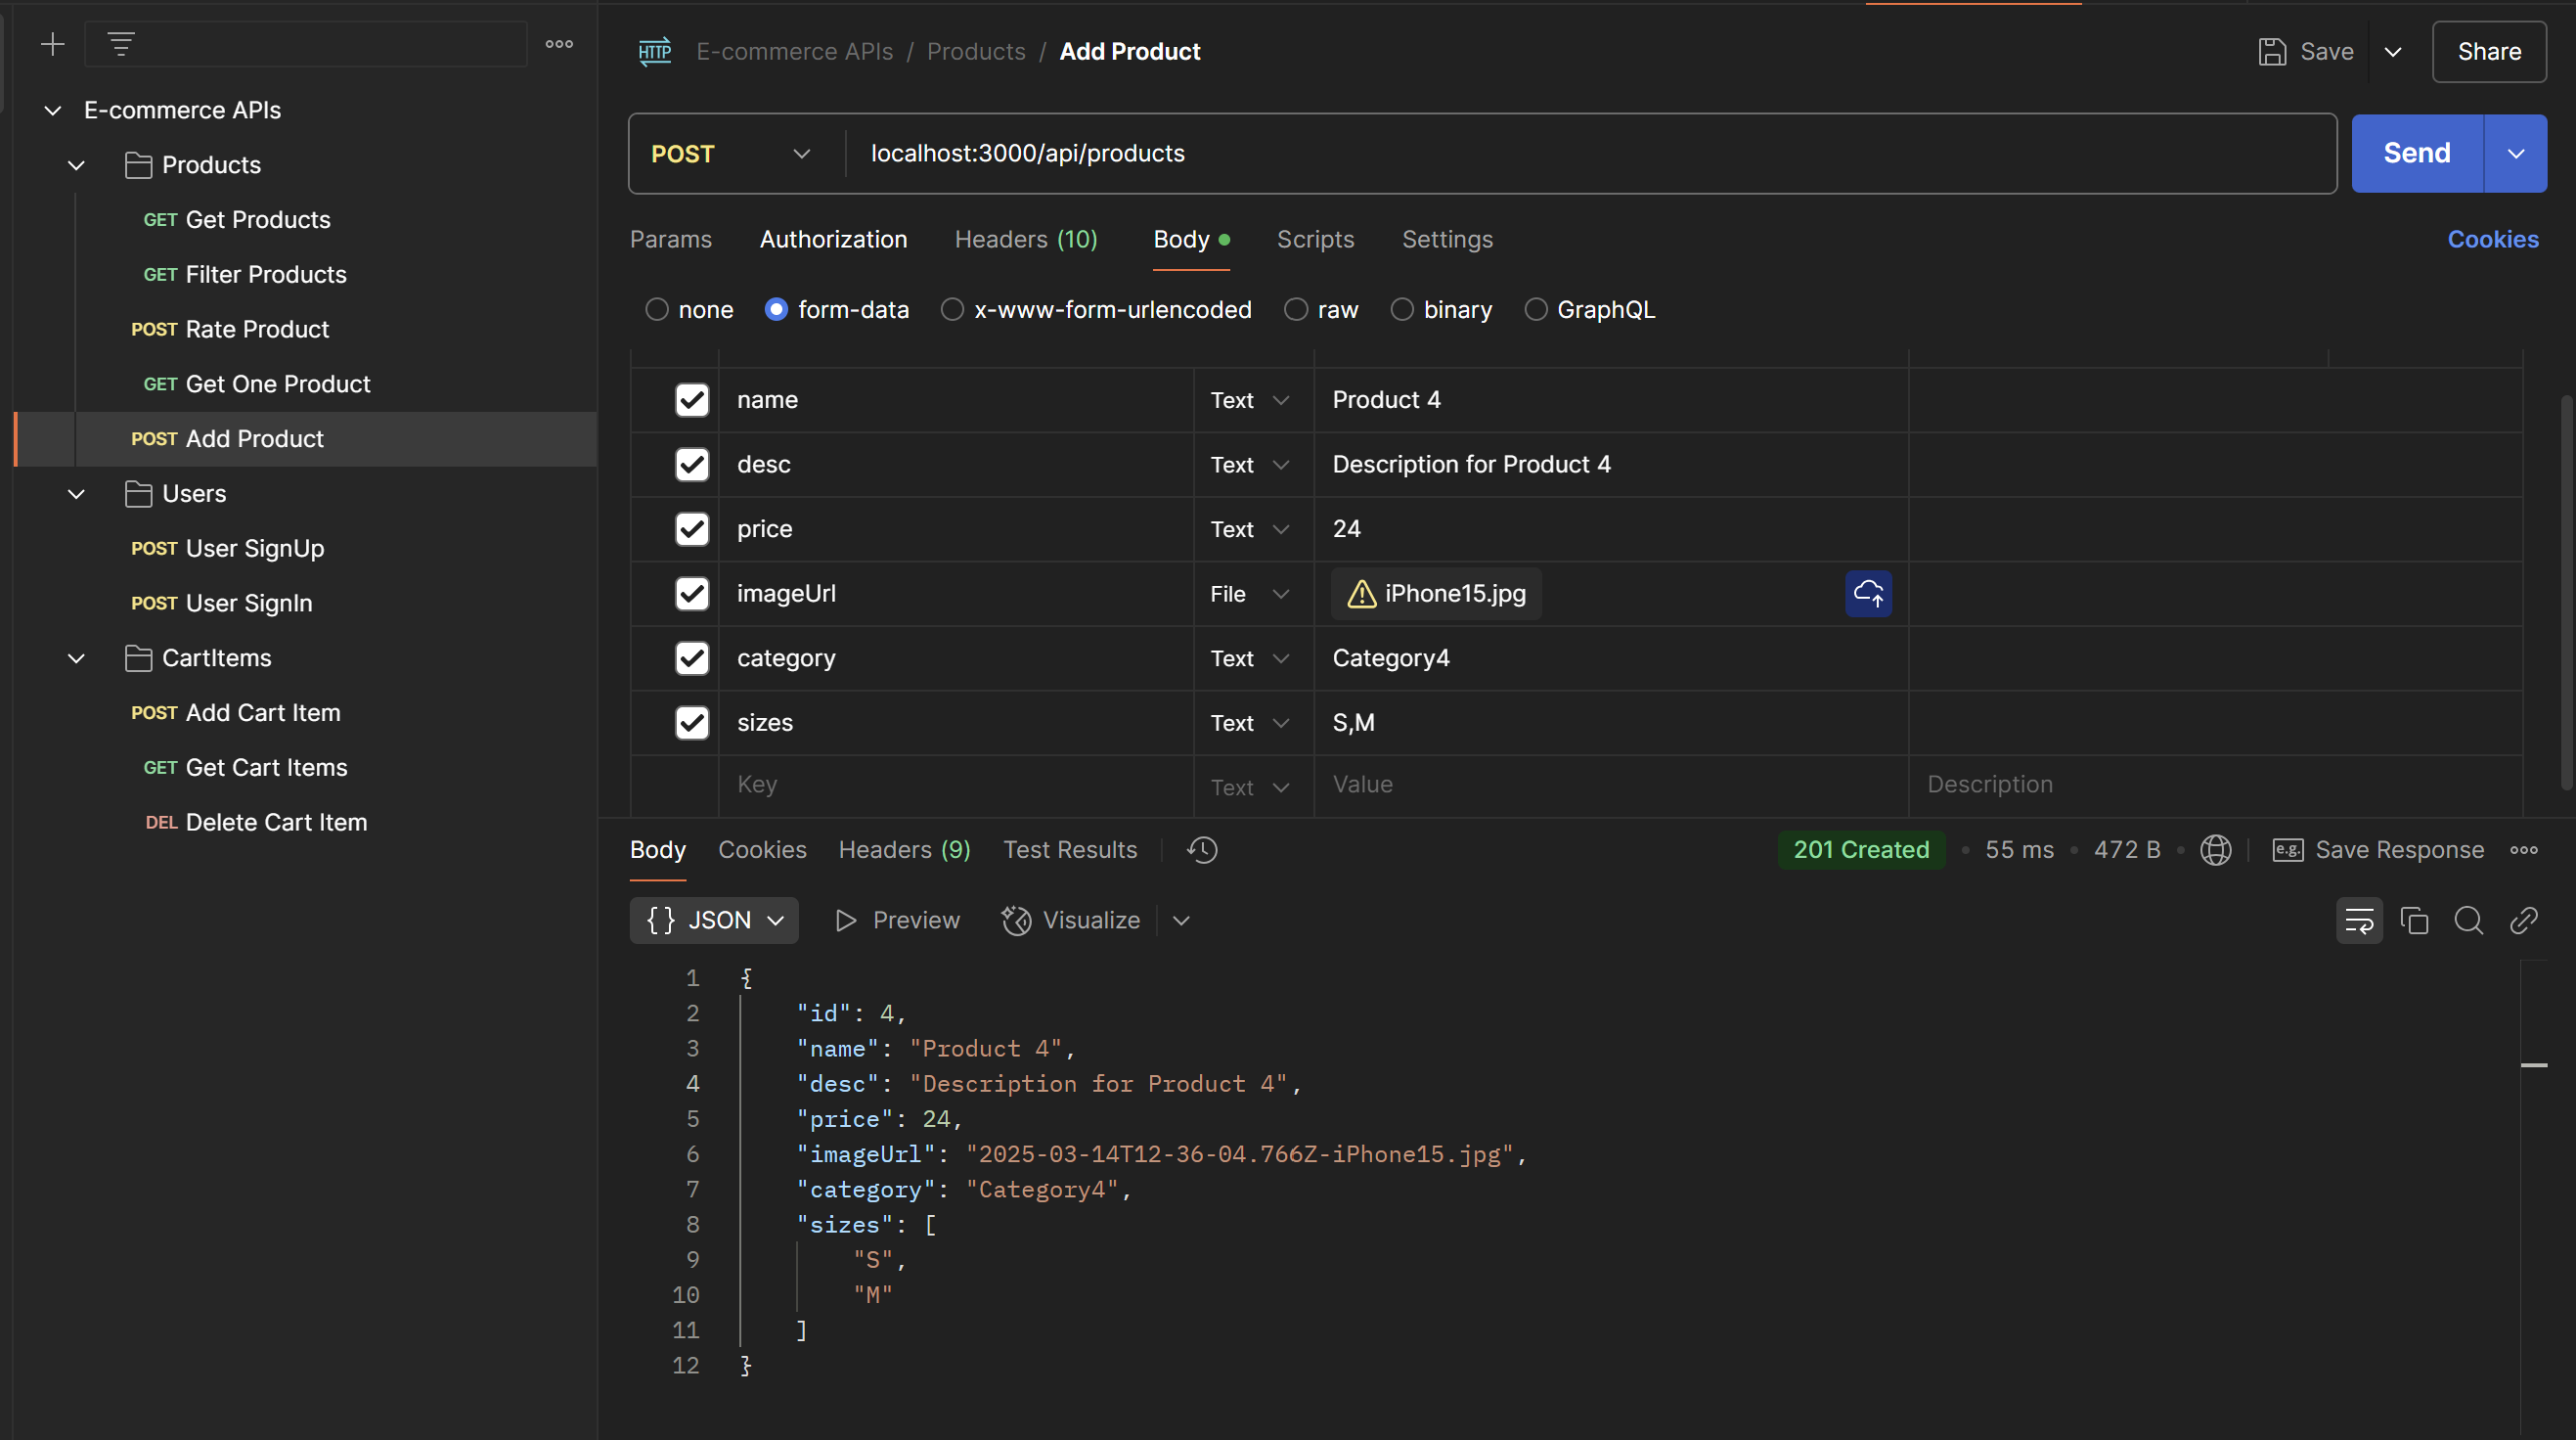 E-commerce APIs
Products
GET Get Products
GET Filter Products
POST Rate Product
GET Get One Product
POST Add Product
Users
POST User SignUp
POST User SignIn
CartItems
POST Add Cart Item
GET Get Cart Items
DEL Delete Cart Item
HTTP E-commerce APIs / Products / Add Product
Save
Share
POST localhost:3000/api/products
Send
Params Authorization Headers (10) Body Scripts Settings Cookies
none form-data x-www-form-urlencoded raw binary GraphQL
name Text Product 4
desc Text Description for Product 4
price Text 24
imageUrl File iPhone15.jpg
category Text Category4
sizes Text S,M
Key Text Value Description
Body Cookies Headers (9) Test Results 201 Created • 55 ms • 472 B • e.g. Save Response
{} JSON Preview Visualize
1 {
2 "id": 4,
3 "name": "Product 4",
4 "desc": "Description for Product 4",
5 "price": 24,
6 "imageUrl": "2025-03-14T12-36-04.766Z-iPhone15.jpg",
7 "category": "Category4",
8 "sizes": [
9 "S",
10 "M"
11 ]
12 }